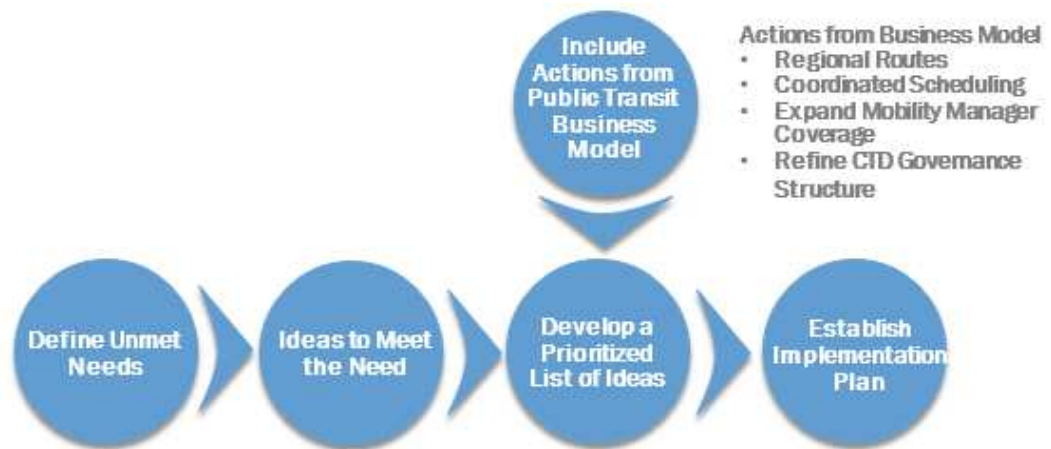 Include
Actions from
Public Transit
Business
Model
Actions from Business Model
• Regional Routes
• Coordinated Scheduling
• Expand Mobility Manager
Coverage
• Refine CTD Governance
Structure
Define Unmet
Needs
Ideas to Meet
the Need
Develop a
Prioritized
List of Ideas
Establish
Implementation
Plan